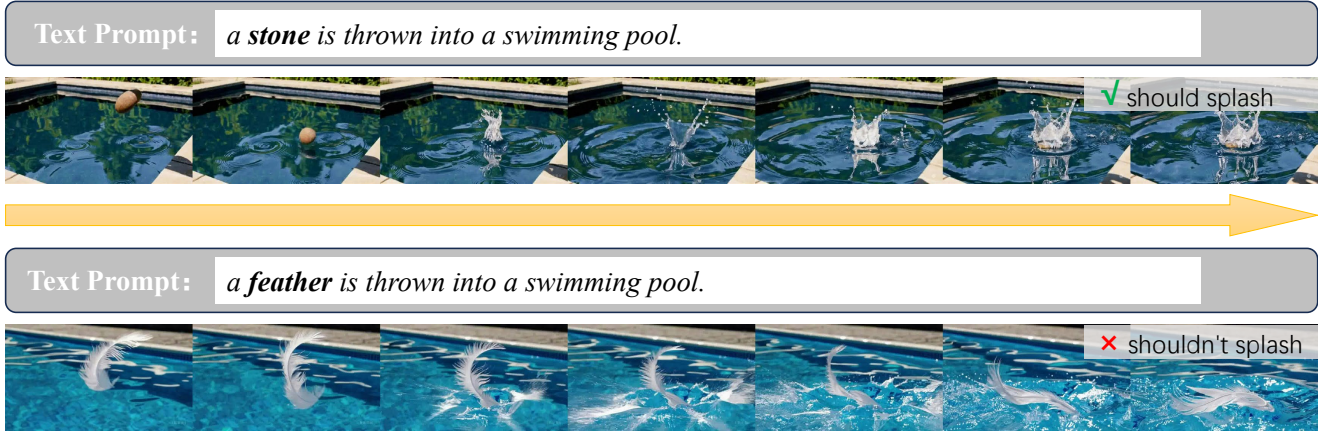 Text Prompt: a stone is thrown into a swimming pool.
√ should splash
Text Prompt: a feather is thrown into a swimming pool.
× shouldn't splash